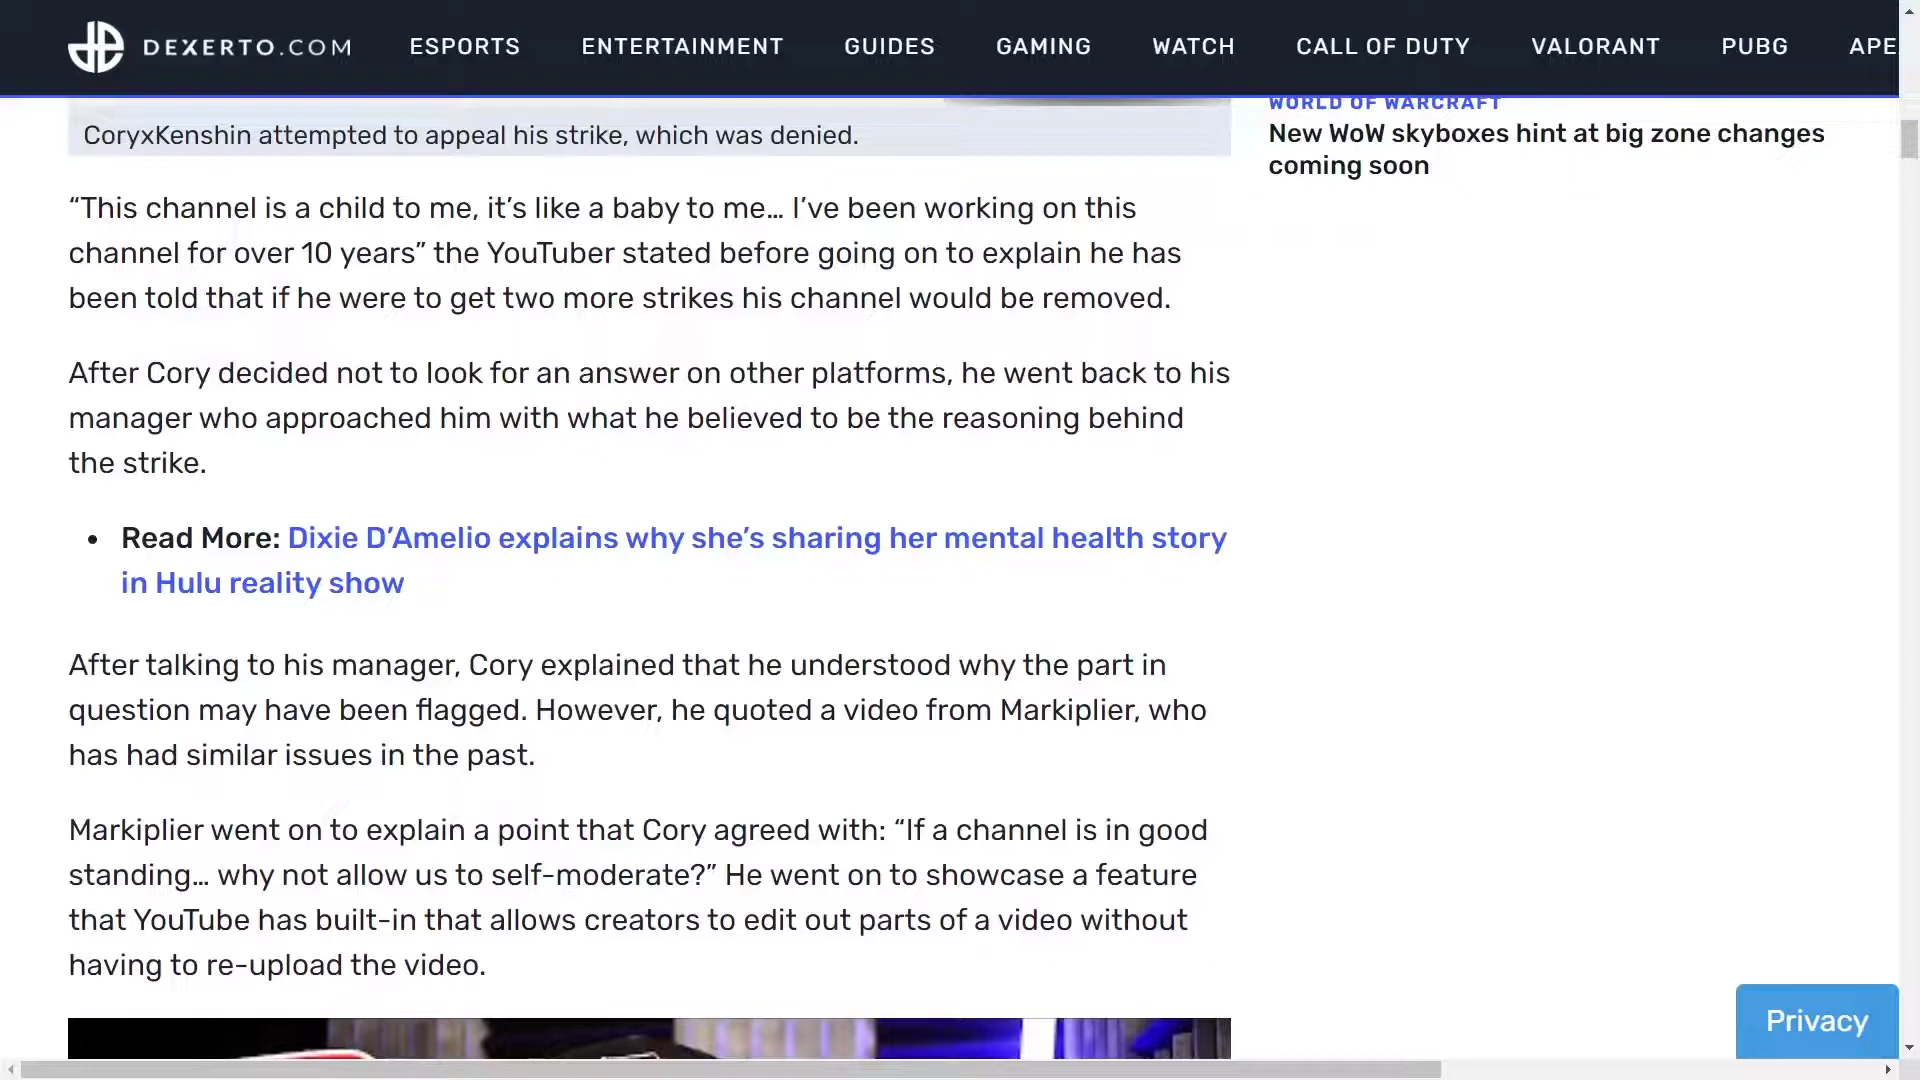 DEXERTO.COM
ESPORTS
ENTERTAINMENT
GUIDES
GAMING
WATCH
CALL OF DUTY
VALORANT
PUBG
APE
CoryxKenshin attempted to appeal his strike, which was denied.
“This channel is a child to me, it’s like a baby to me… I’ve been working on this
channel for over 10 years” the YouTuber stated before going on to explain he has
been told that if he were to get two more strikes his channel would be removed.
After Cory decided not to look for an answer on other platforms, he went back to his
manager who approached him with what he believed to be the reasoning behind
the strike.
• Read More: Dixie D’Amelio explains why she’s sharing her mental health story
in Hulu reality show
After talking to his manager, Cory explained that he understood why the part in
question may have been flagged. However, he quoted a video from Markiplier, who
has had similar issues in the past.
Markiplier went on to explain a point that Cory agreed with: “If a channel is in good
standing… why not allow us to self-moderate?” He went on to showcase a feature
that YouTube has built-in that allows creators to edit out parts of a video without
having to re-upload the video.
WORLD OF WARCRAFT
New WoW skyboxes hint at big zone changes
coming soon
Privacy